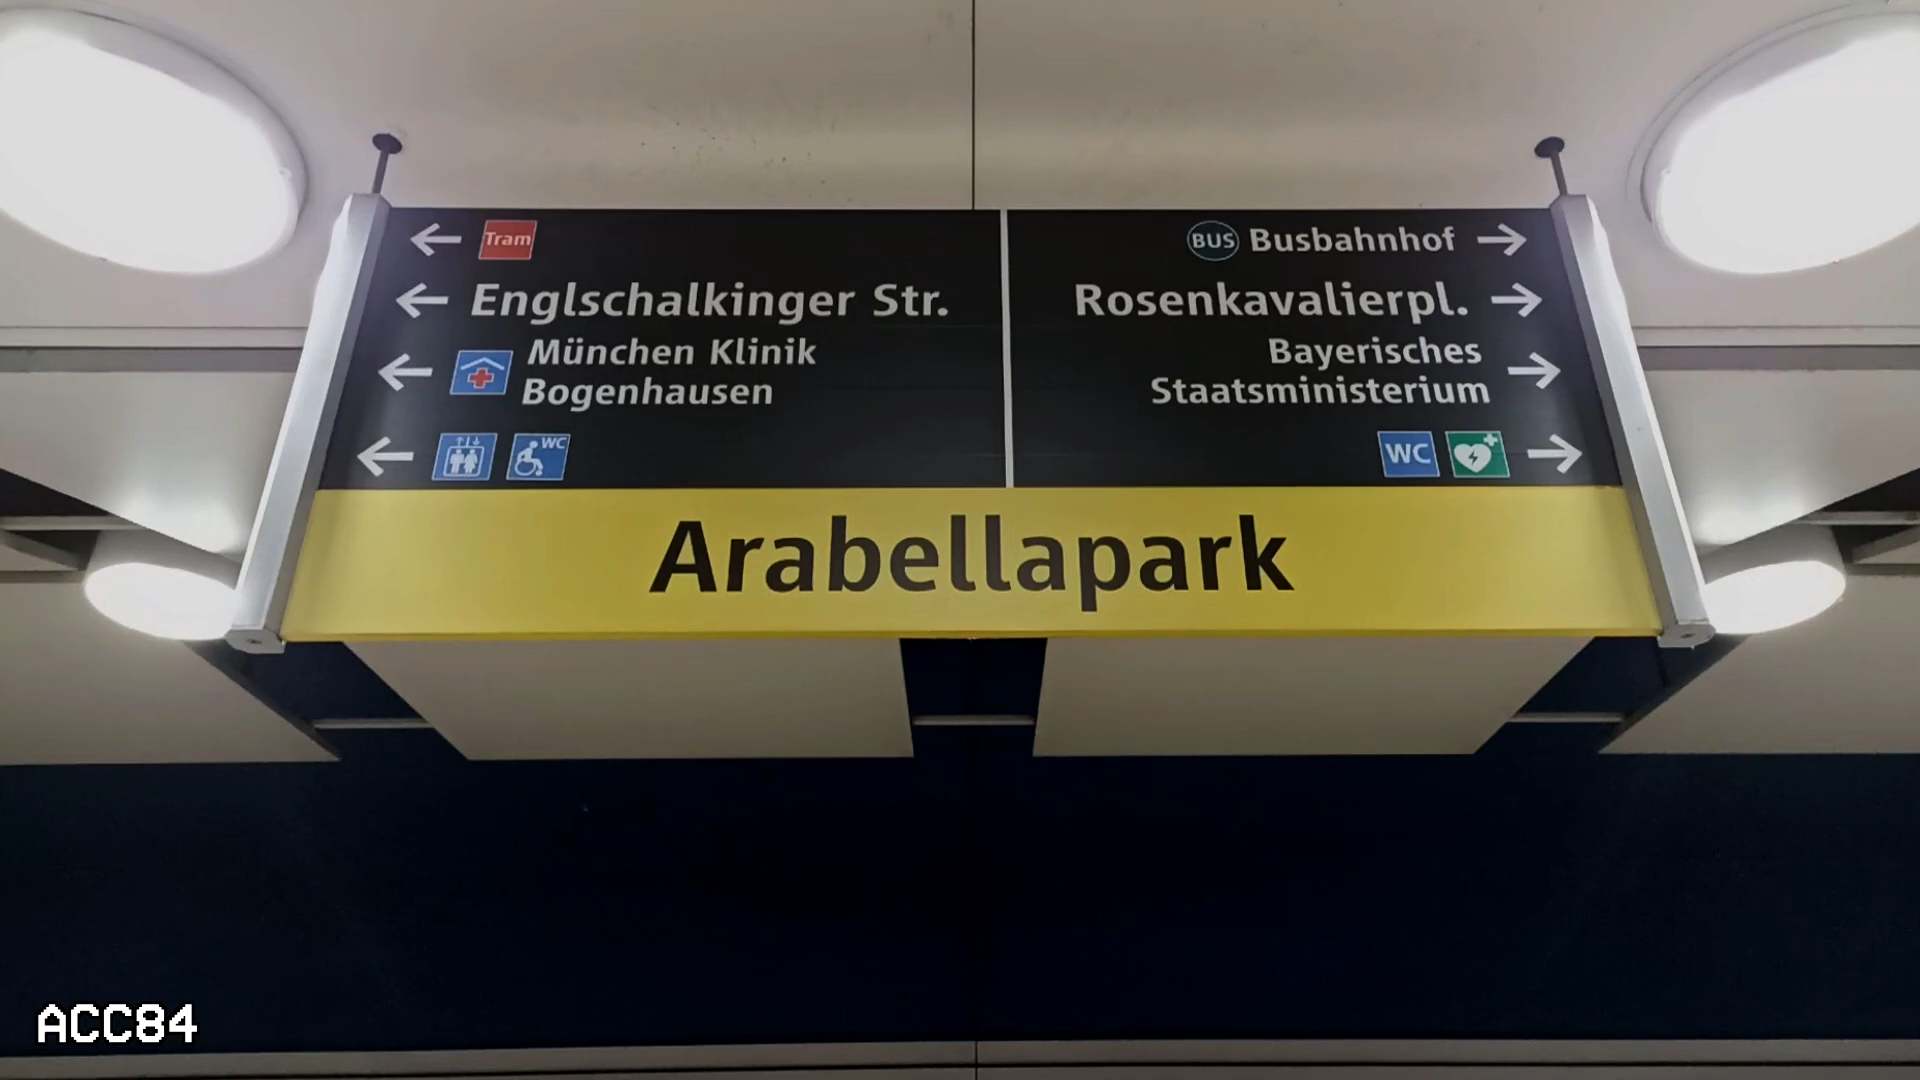 ← Tram
← Englschalkinger Str.
← München Klinik
Bogenhausen
← WC
BUS Busbahnhof →
Rosenkavalierpl. →
Bayerisches
Staatsministerium →
WC →
Arabellapark
ACC84